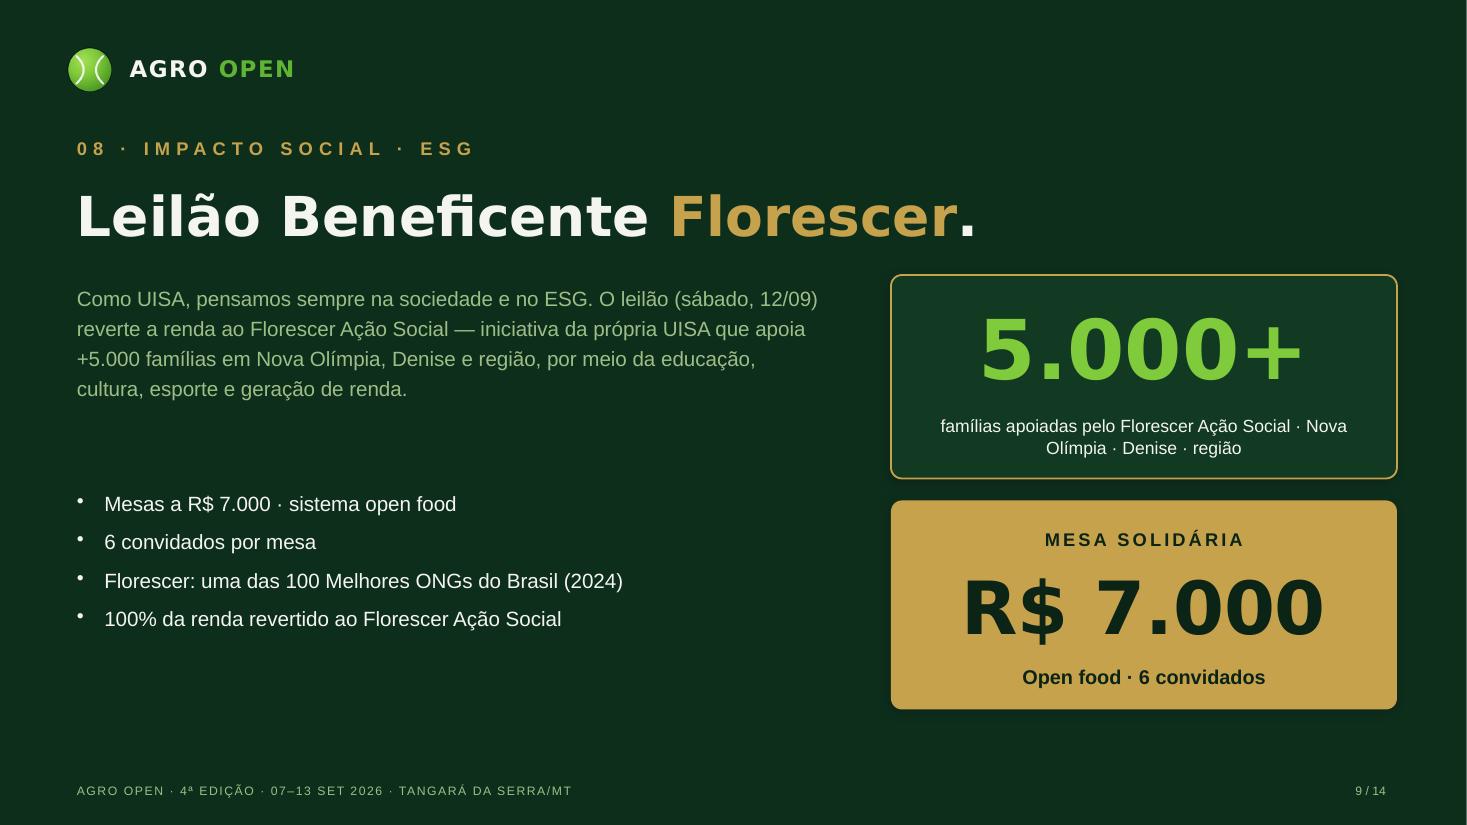 AGRO OPEN
08 · IMPACTO SOCIAL · ESG
Leilão Beneficente Florescer.
Como UISA, pensamos sempre na sociedade e no ESG. O leilão (sábado, 12/09)
reverte a renda ao Florescer Ação Social — iniciativa da própria UISA que apoia
+5.000 famílias em Nova Olímpia, Denise e região, por meio da educação,
cultura, esporte e geração de renda.
• Mesas a R$ 7.000 · sistema open food
• 6 convidados por mesa
• Florescer: uma das 100 Melhores ONGs do Brasil (2024)
• 100% da renda revertido ao Florescer Ação Social
5.000+
famílias apoiadas pelo Florescer Ação Social · Nova
Olímpia · Denise · região
MESA SOLIDÁRIA
R$ 7.000
Open food · 6 convidados
AGRO OPEN · 4ª EDIÇÃO · 07–13 SET 2026 · TANGARÁ DA SERRA/MT
9 / 14